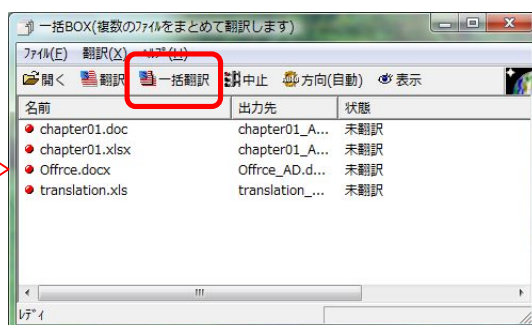 一括BOX(複数のﾌｧｲﾙをまとめて翻訳します)
ﾌｧｲﾙ(F) 翻訳(X) ﾍﾙﾌﾟ(H)
開く 翻訳 一括翻訳 中止 方向(自動) 表示
名前 出力先 状態
chapter01.doc chapter01_A... 未翻訳
chapter01.xlsx chapter01_A... 未翻訳
Offrce.docx Offrce_AD.d... 未翻訳
translation.xls translation_... 未翻訳
ﾚﾃﾞｨ